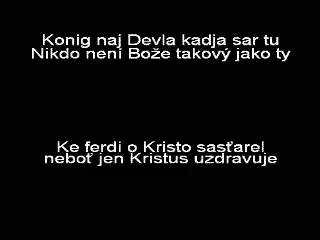 Konig naj Devla kadja sar tu
Nikdo není Bože takový jako ty
Ke ferdi o Kristo sasťarel
neboť jen Kristus uzdravuje